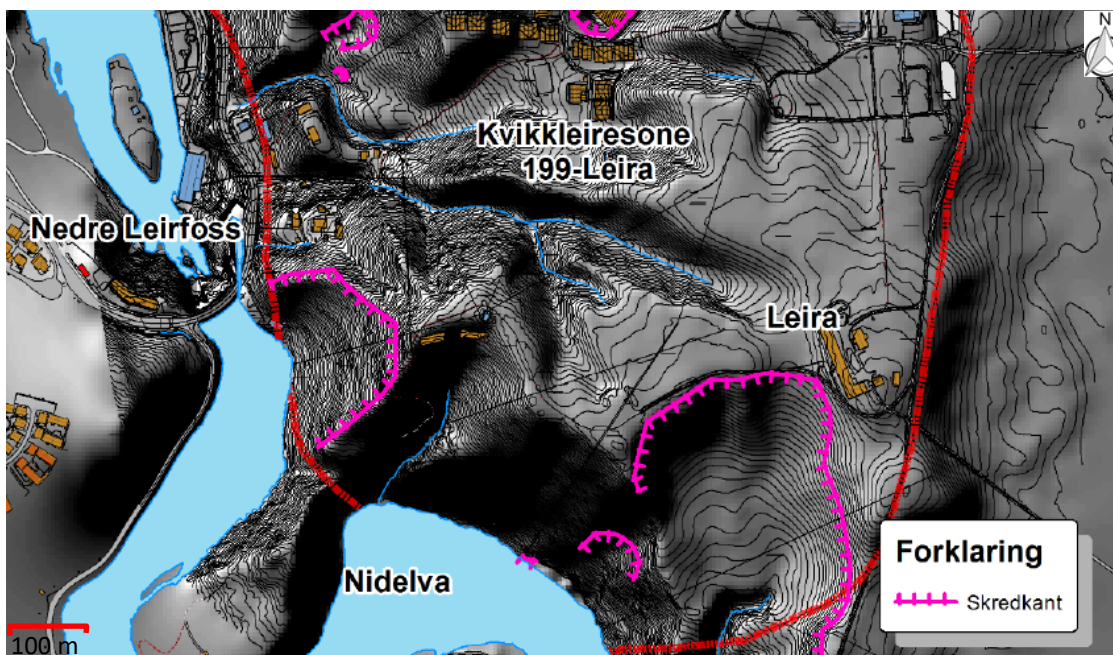 N
Kvikkleiresone
199-Leira
Nedre Leirfoss
Leira
Nidelva
Forklaring
Skredkant
100 m